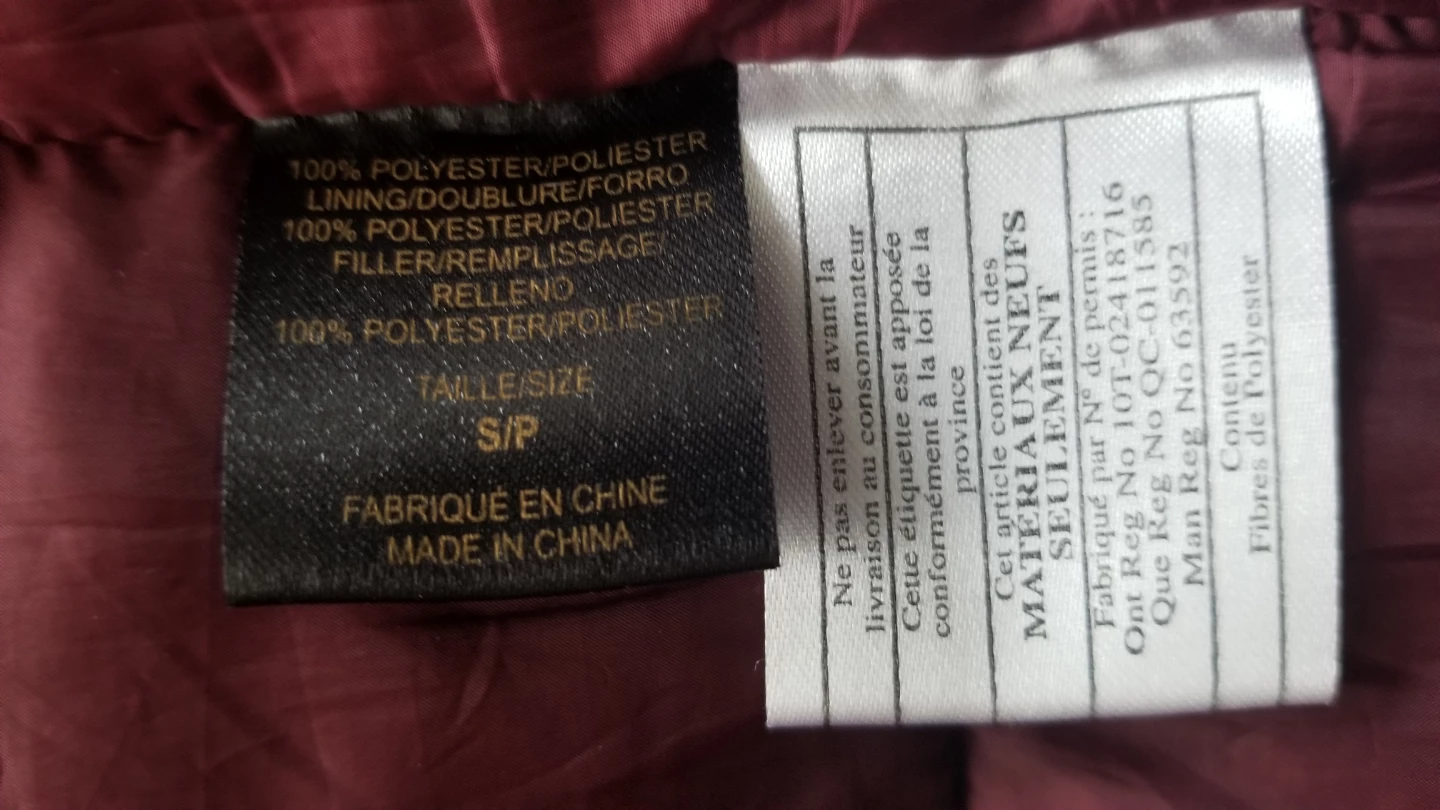 100% POLYESTER/POLIESTER
LINING/DOUBLURE/FORRO
100% POLYESTER/POLIESTER
FILLER/REMPLISSAGE/
RELLENO
100% POLYESTER/POLIESTER
TAILLE/SIZE
S/P
FABRIQUÉ EN CHINE
MADE IN CHINA
Ne pas enlever avant la
livraison au consommateur
Cette étiquette est apposée
conformément à la loi de la
province
Cet article contient des
MATÉRIAUX NEUFS
SEULEMENT
Fabriqué par N° de permis :
Ont Reg No 10T-02418716
Que Reg No QC-011585
Man Reg No 63592
Contenu
Fibres de Polyester